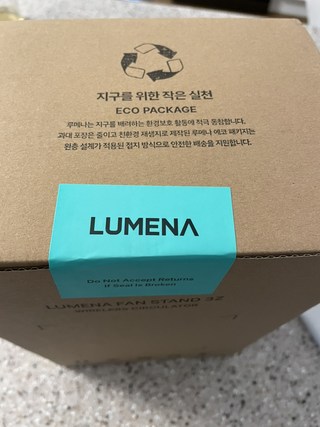 지구를 위한 작은 실천
ECO PACKAGE
루메나는 지구를 배려하는 환경보호 활동에 적극 동참합니다.
과대 포장은 줄이고 친환경 재생지로 제작된 루메나 에코 패키지는
완충 설계가 적용된 접지 방식으로 안전한 배송을 지원합니다.
LUMENA
Do Not Accept Returns
if Seal is Broken
LUMENA FAN STAND 32
WIRELESS CIRCULATOR